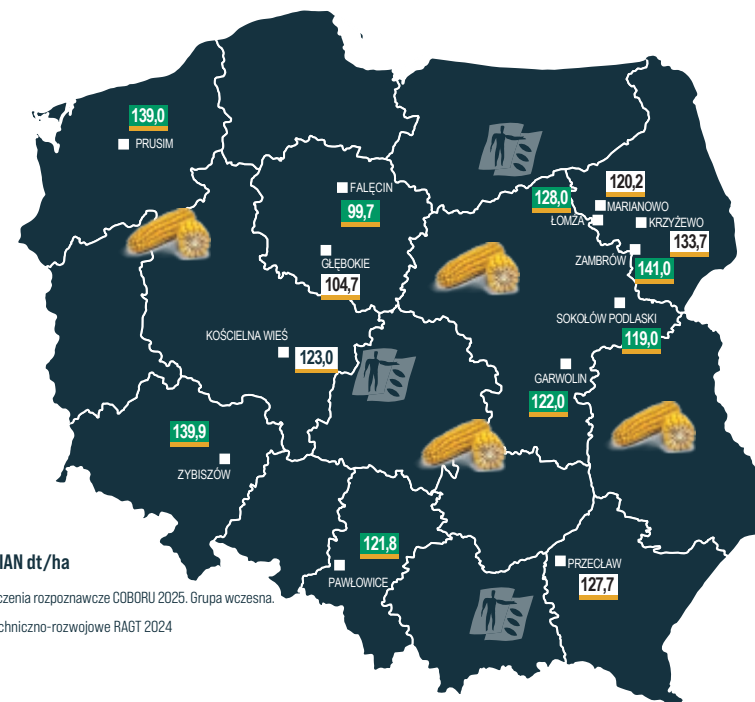 139,0
PRUSIM
FALĘCIN
99,7
GŁĘBOKIE
104,7
128,0
ŁOMŻA
120,2
MARIANOWO
KRZYŻEWO
133,7
ZAMBRÓW
141,0
SOKOŁÓW PODLASKI
119,0
KOŚCIELNA WIEŚ
123,0
GARWOLIN
122,0
139,9
ZYBISZÓW
121,8
PAWŁOWICE
PRZECŁAW
127,7
IAN dt/ha
czenia rozpoznawcze COBORU 2025. Grupa wczesna.
chniczno-rozwojowe RAGT 2024